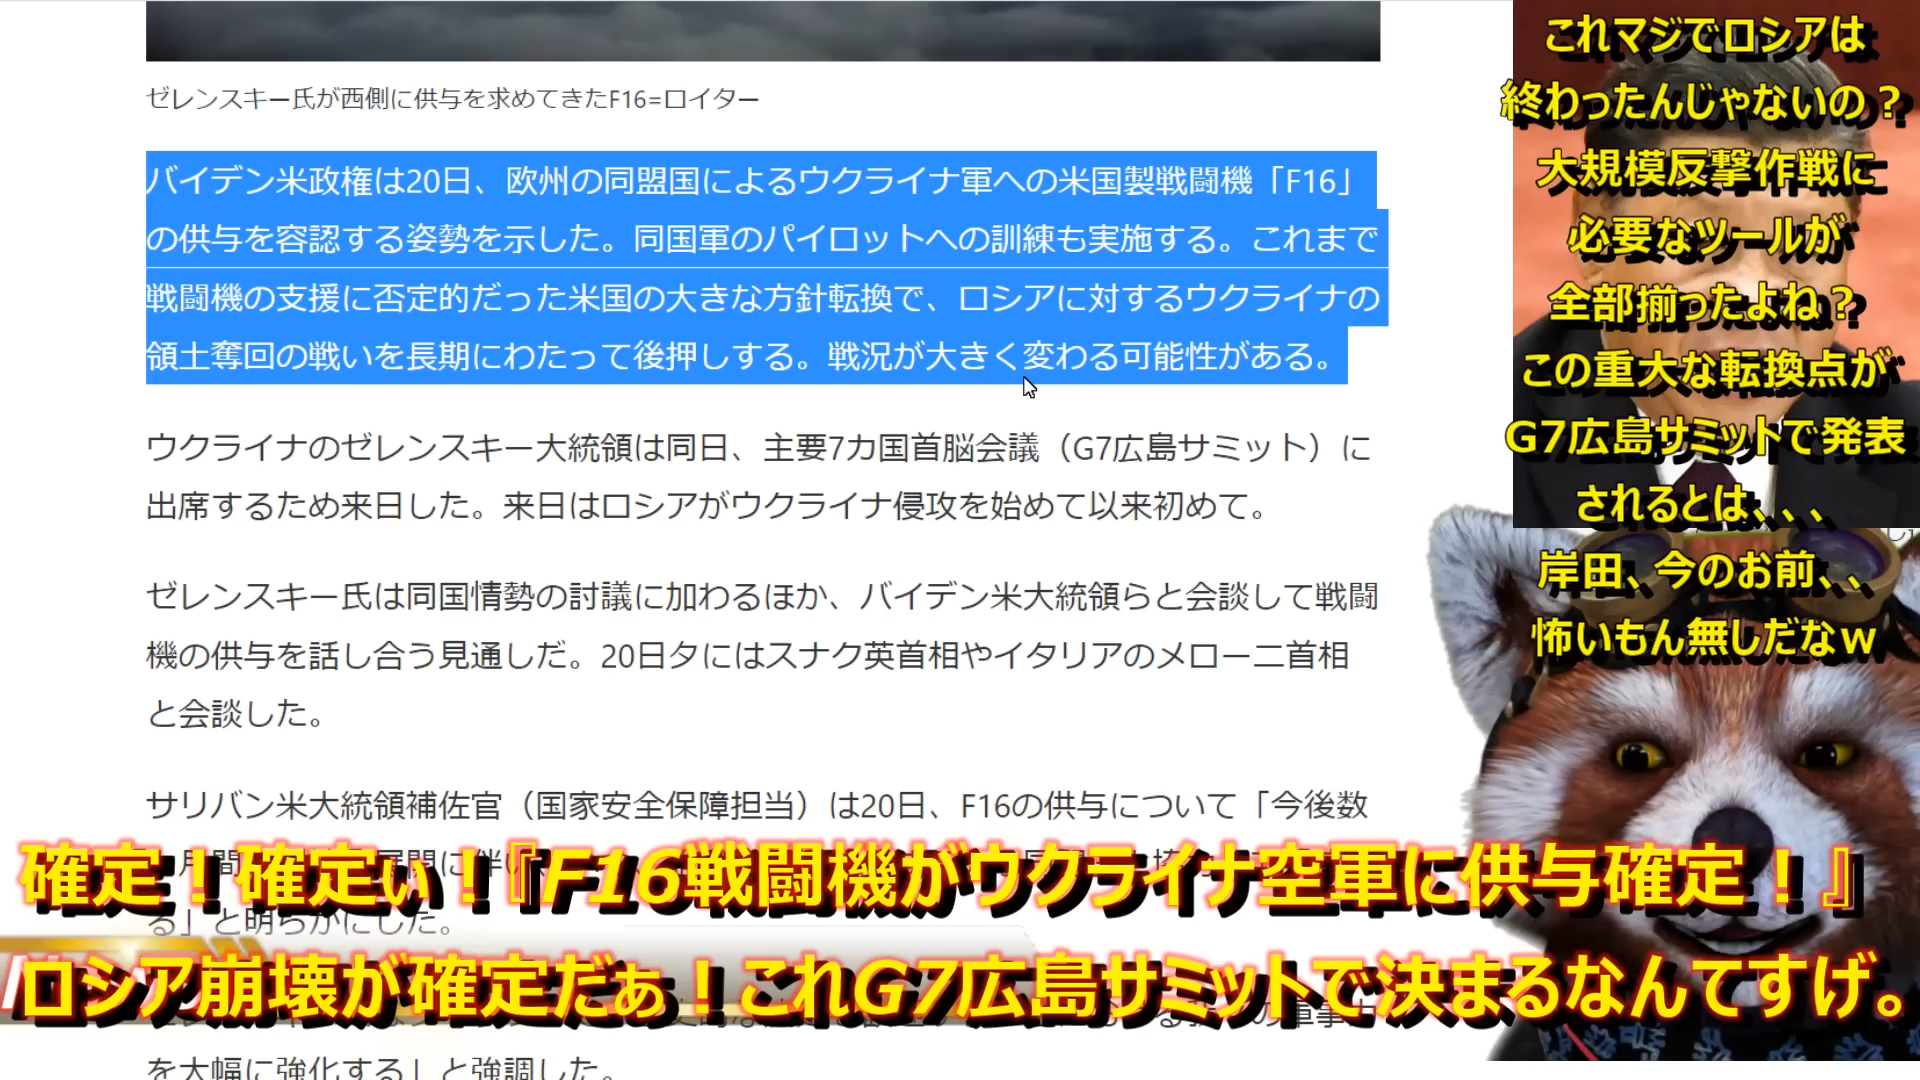 ゼレンスキー氏が西側に供与を求めてきたF16=ロイター
バイデン米政権は20日、欧州の同盟国によるウクライナ軍への米国製戦闘機「F16」
の供与を容認する姿勢を示した。同国軍のパイロットへの訓練も実施する。これまで
戦闘機の支援に否定的だった米国の大きな方針転換で、ロシアに対するウクライナの
領土奪回の戦いを長期にわたって後押しする。戦況が大きく変わる可能性がある。
ウクライナのゼレンスキー大統領は同日、主要7カ国首脳会議（G7広島サミット）に
出席するため来日した。来日はロシアがウクライナ侵攻を始めて以来初めて。
ゼレンスキー氏は同国情勢の討議に加わるほか、バイデン米大統領らと会談して戦闘
機の供与を話し合う見通しだ。20日夕にはスナク英首相やイタリアのメローニ首相
と会談した。
サリバン米大統領補佐官（国家安全保障担当）は20日、F16の供与について「今後数
る」と明らかにした。
を大幅に強化する」と強調した。
これマジでロシアは
終わったんじゃないの？
大規模反撃作戦に
必要なツールが
全部揃ったよね？
この重大な転換点が
G7広島サミットで発表
されるとは、、、
岸田、今のお前、、
怖いもん無しだなｗ
確定！確定ぃ！『F16戦闘機がウクライナ空軍に供与確定！』
ロシア崩壊が確定だぁ！これG7広島サミットで決まるなんてすげ。